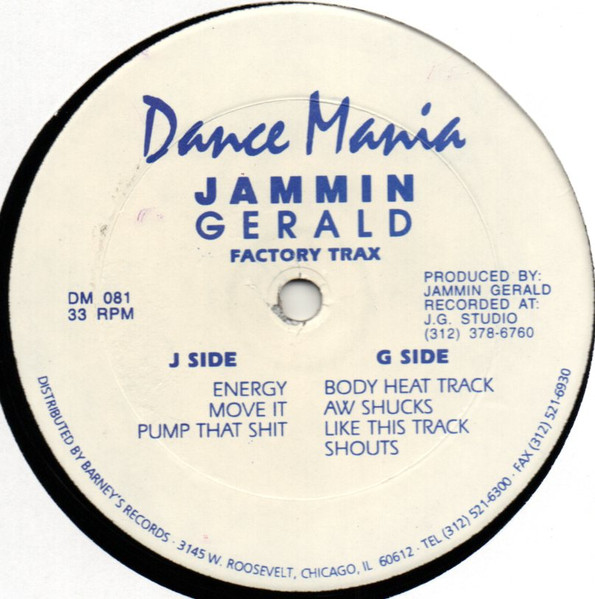 Dance Mania
JAMMIN
GERALD
FACTORY TRAX
DM 081
33 RPM
PRODUCED BY:
JAMMIN GERALD
RECORDED AT:
J.G. STUDIO
(312) 378-6760
J SIDE
ENERGY
MOVE IT
PUMP THAT SHIT
G SIDE
BODY HEAT TRACK
AW SHUCKS
LIKE THIS TRACK
SHOUTS
DISTRIBUTED BY BARNEY'S RECORDS · 3145 W. ROOSEVELT, CHICAGO, IL 60612 · TEL (312) 521-6300 · FAX (312) 521-6930